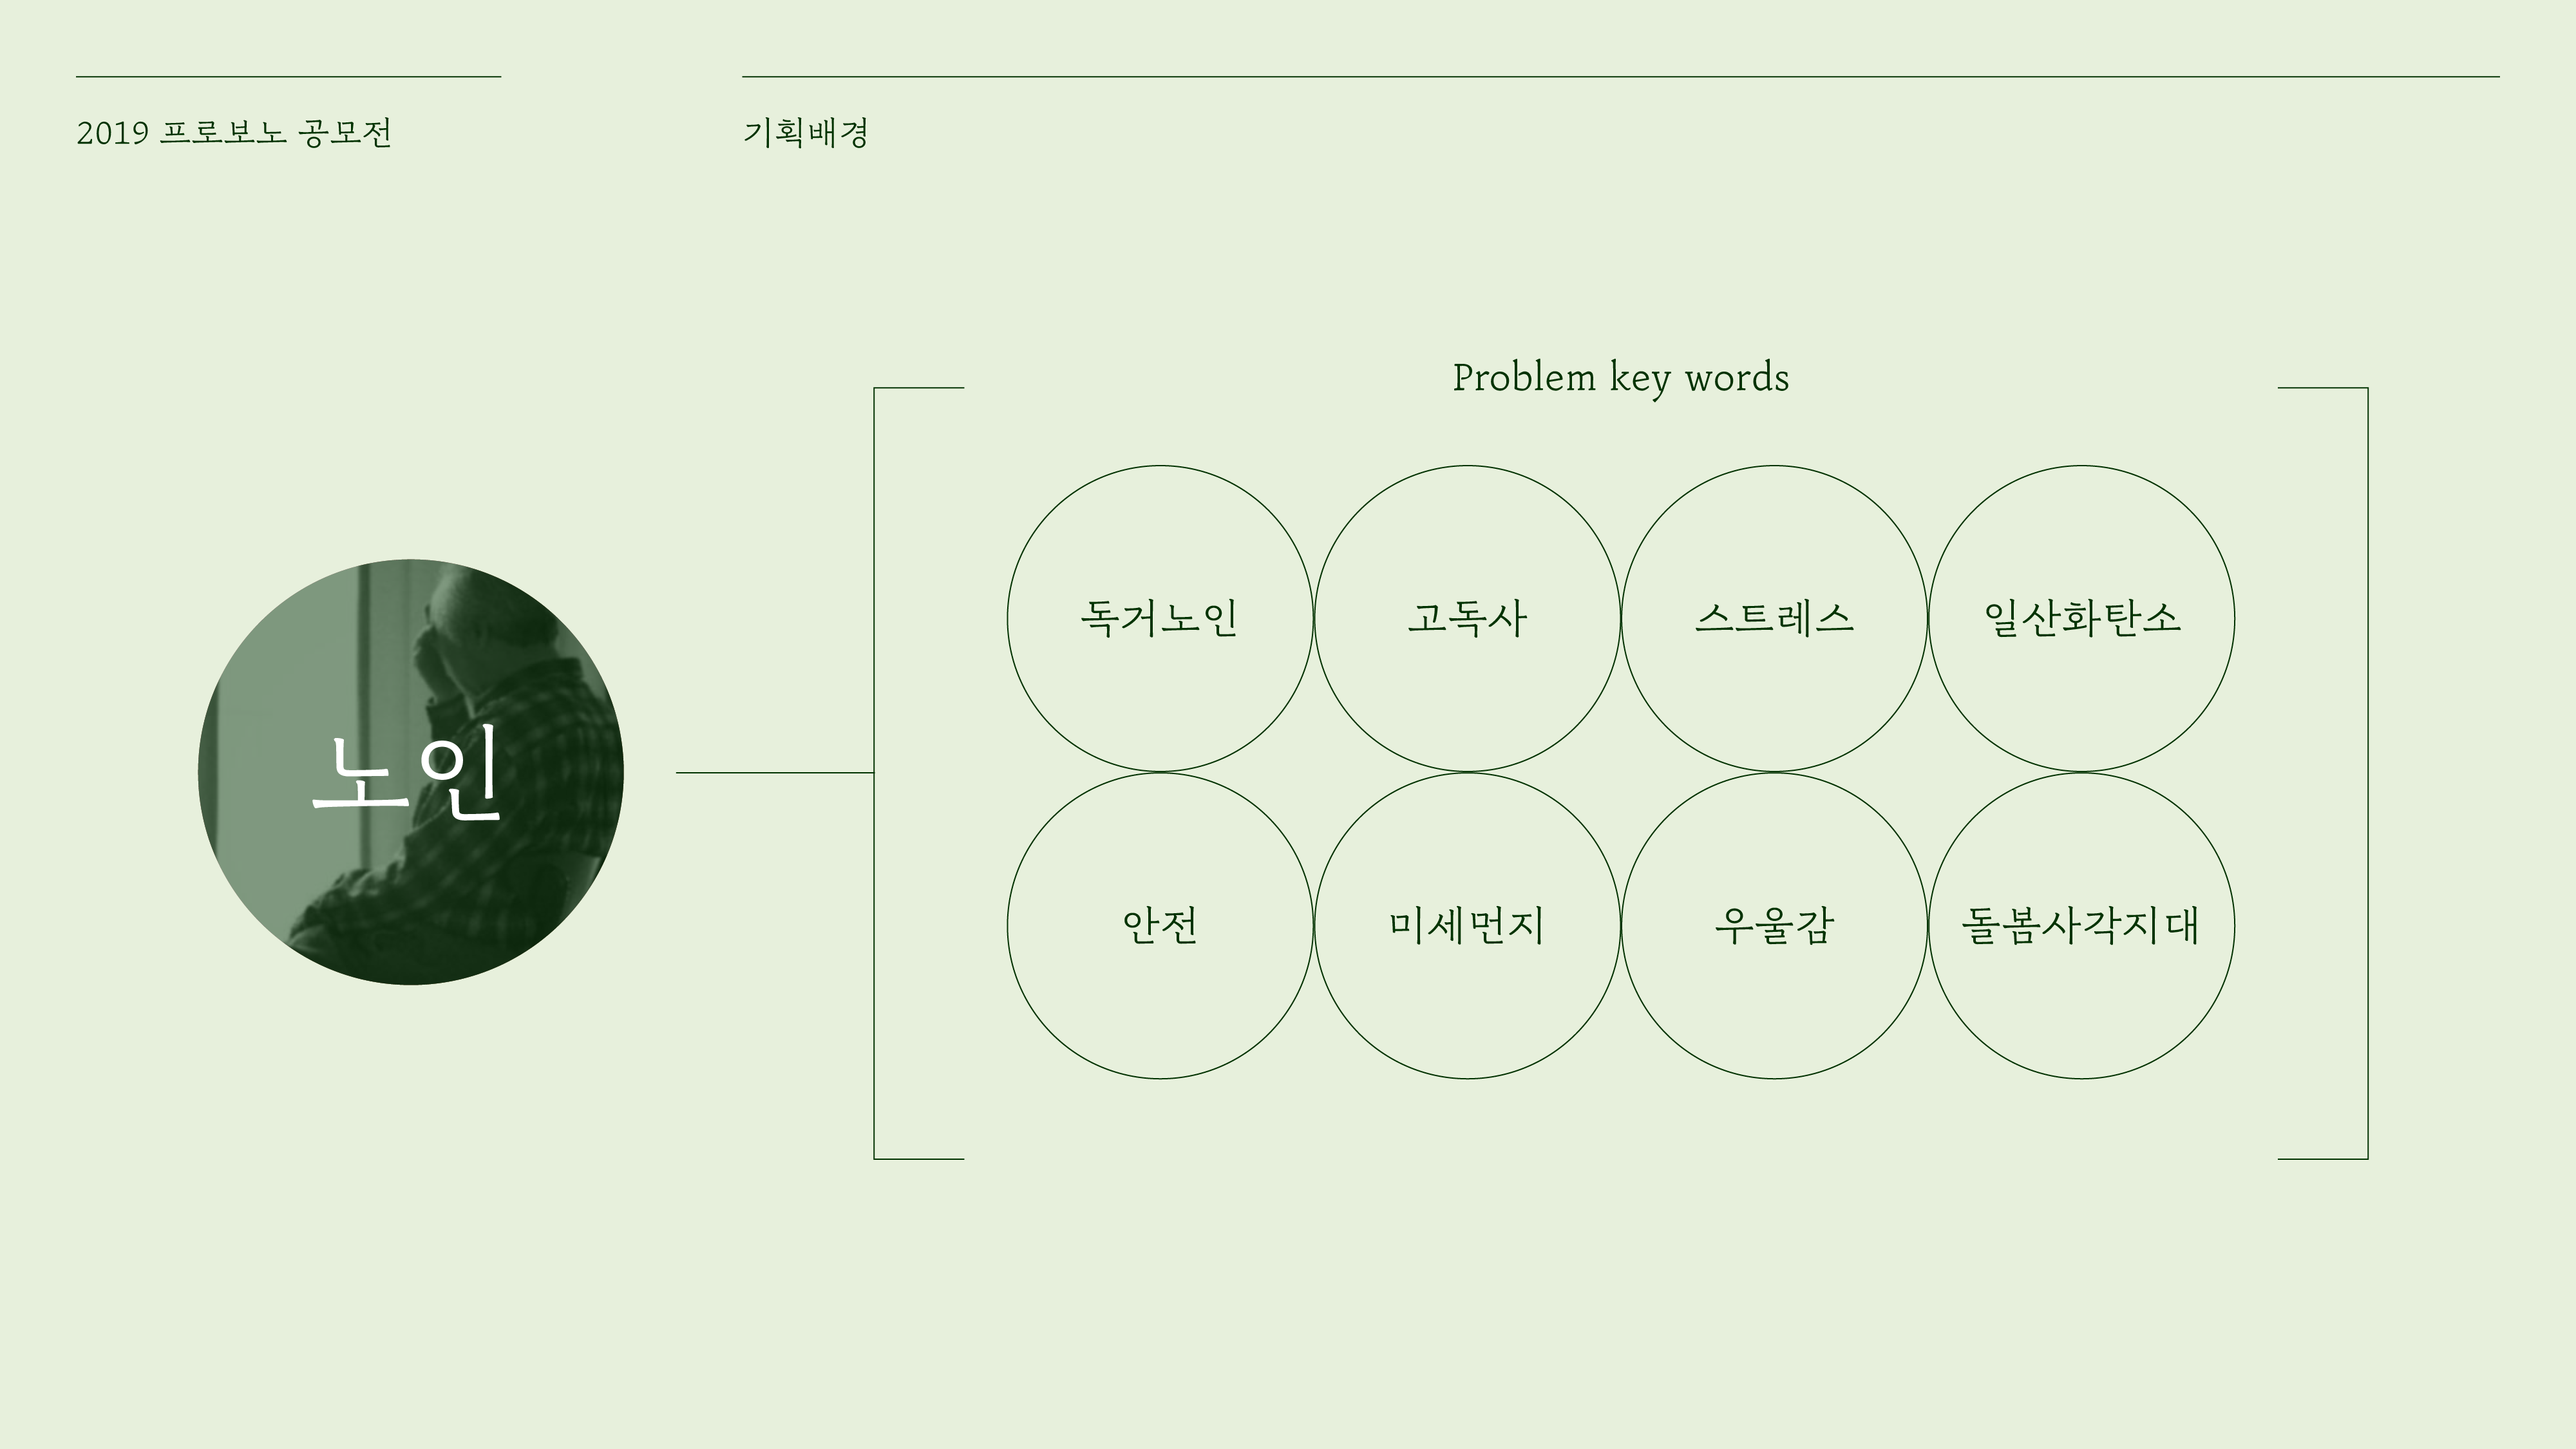 2019 프로보노 공모전
기획배경
노인
Problem key words
독거노인
고독사
스트레스
일산화탄소
안전
미세먼지
우울감
돌봄사각지대